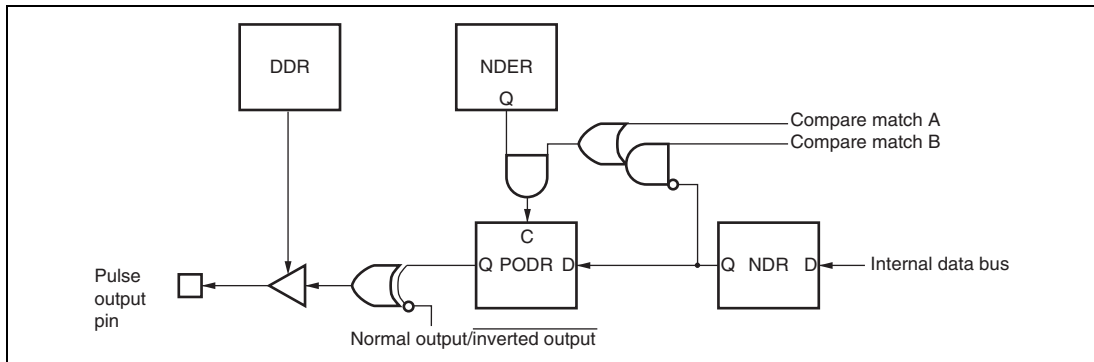 DDR
NDER
Q
Compare match A
Compare match B
C
Q PODR D
Q NDR D
Internal data bus
Pulse
output
pin
Normal output/inverted output